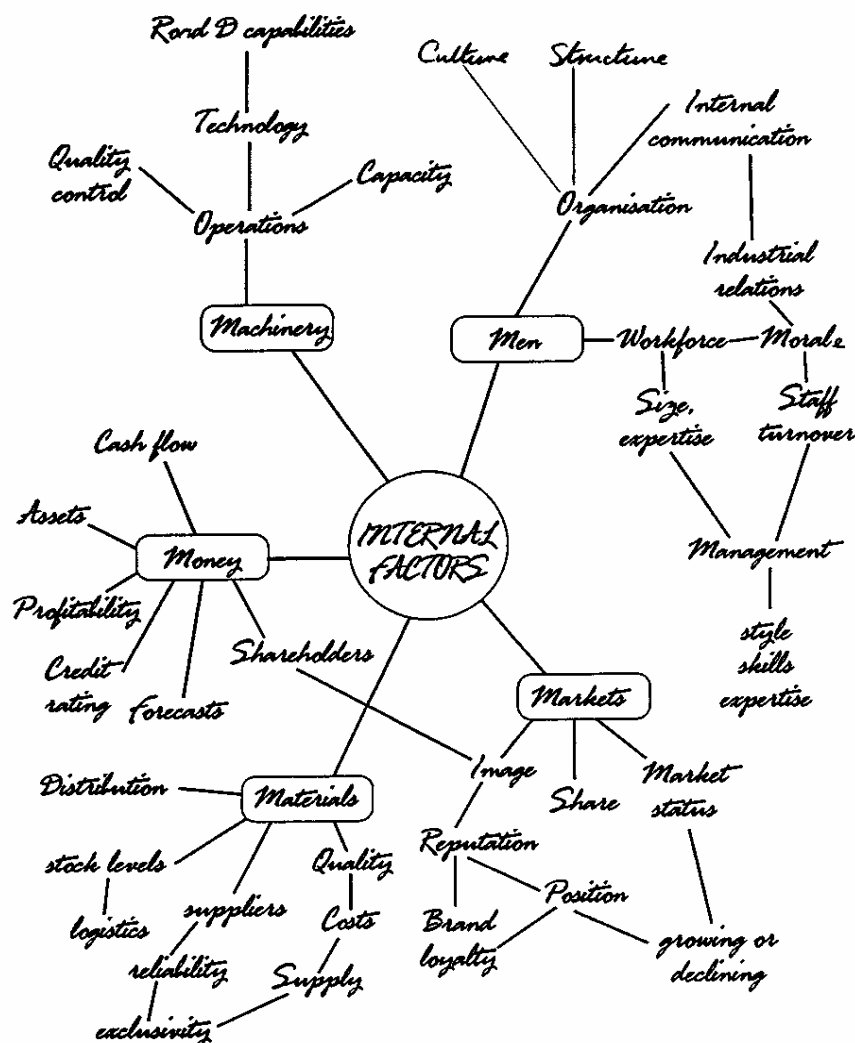 R and D capabilities
Culture
Structure
Technology
Internal
communication
Quality
control
Capacity
Operations
Organisation
Industrial
relations
Machinery
Men
Workforce
Morale
Size,
expertise
Staff
turnover
Cash flow
Assets
Money
INTERNAL
FACTORS
Management
Profitability
Credit
rating
Forecasts
Shareholders
style
skills
expertise
Markets
Image
Share
Market
status
Distribution
Materials
Reputation
stock levels
Quality
Position
logistics
suppliers
Costs
Brand
loyalty
growing or
declining
reliability
Supply
exclusivity